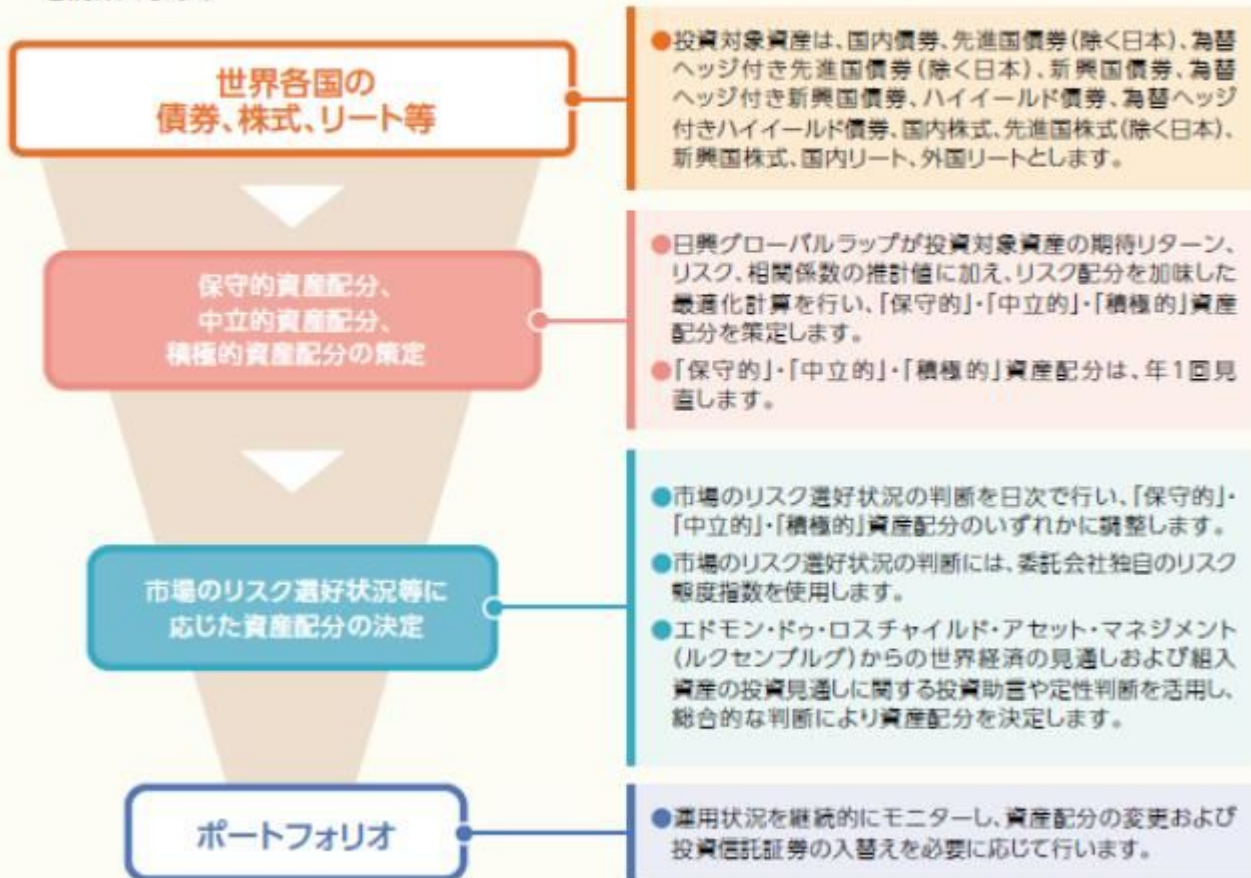 世界各国の
債券、株式、リート等
●投資対象資産は、国内債券、先進国債券(除く日本)、為替
ヘッジ付き先進国債券(除く日本)、新興国債券、為替
ヘッジ付き新興国債券、ハイイールド債券、為替ヘッジ
付きハイイールド債券、国内株式、先進国株式(除く日本)、
新興国株式、国内リート、外国リートとします。
保守的資産配分、
中立的資産配分、
積極的資産配分の策定
●日興グローバルラップが投資対象資産の期待リターン、
リスク、相関係数の推計値に加え、リスク配分を加味した
最適化計算を行い、「保守的」・「中立的」・「積極的」資産
配分を策定します。
●「保守的」・「中立的」・「積極的」資産配分は、年1回見
直します。
市場のリスク選好状況等に
応じた資産配分の決定
●市場のリスク選好状況の判断を日次で行い、「保守的」・
「中立的」・「積極的」資産配分のいずれかに調整します。
●市場のリスク選好状況の判断には、委託会社独自のリスク
態度指数を使用します。
●エドモン・ドゥ・ロスチャイルド・アセット・マネジメント
(ルクセンブルグ)からの世界経済の見通しおよび組入
資産の投資見通しに関する投資助言や定性判断を活用し、
総合的な判断により資産配分を決定します。
ポートフォリオ
●運用状況を継続的にモニターし、資産配分の変更および
投資信託証券の入替えを必要に応じて行います。